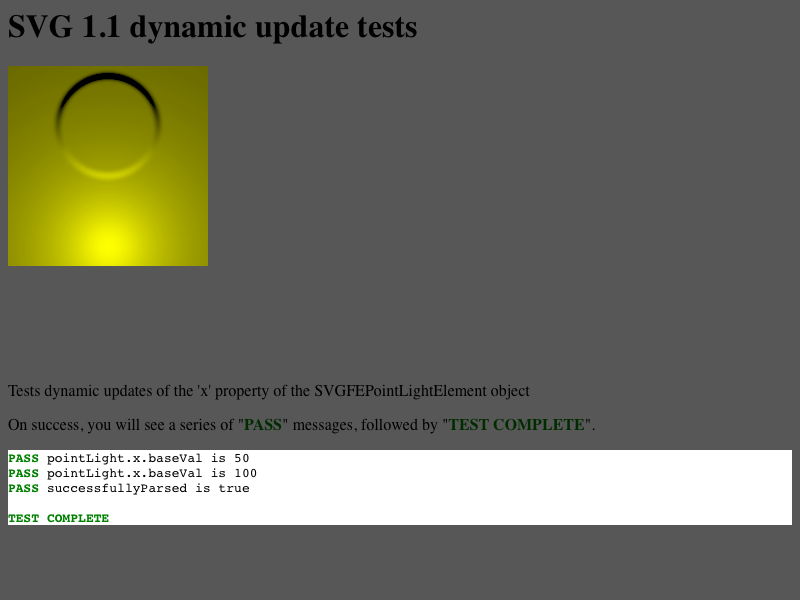 SVG 1.1 dynamic update tests
Tests dynamic updates of the 'x' property of the SVGFEPointLightElement object
On success, you will see a series of "PASS" messages, followed by "TEST COMPLETE".
PASS pointLight.x.baseVal is 50
PASS pointLight.x.baseVal is 100
PASS successfullyParsed is true
TEST COMPLETE